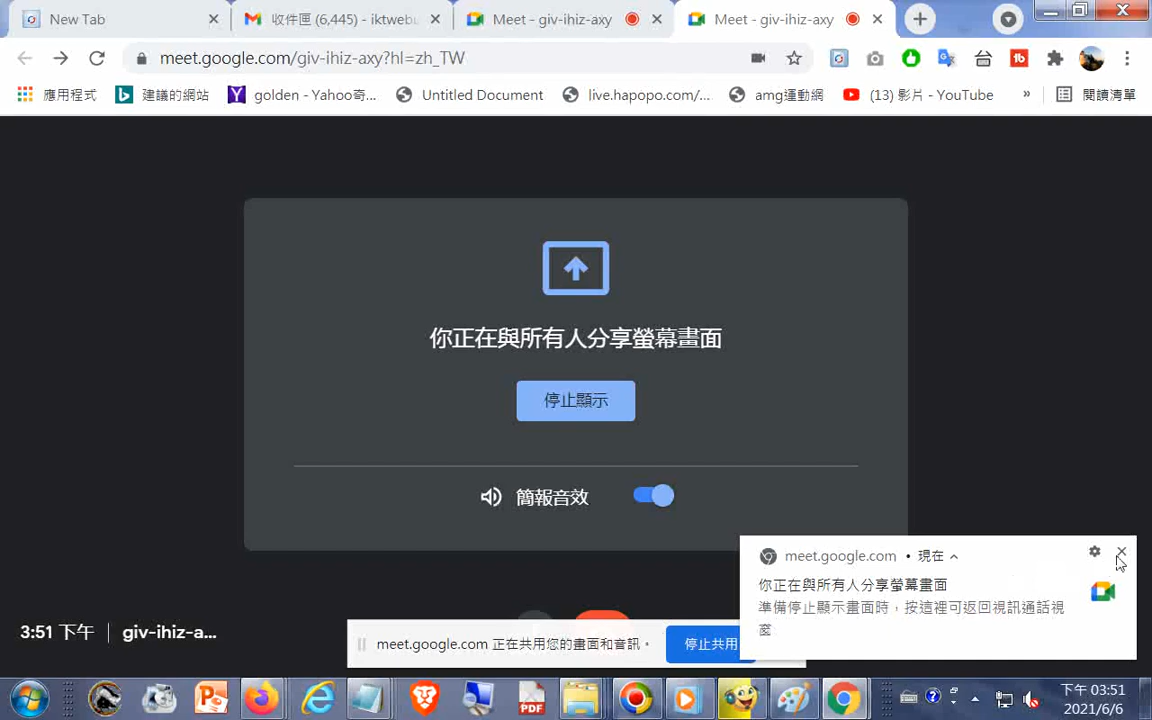 New Tab
收件匣 (6,445) - iktwebu
Meet - giv-ihiz-axy
Meet - giv-ihiz-axy
meet.google.com/giv-ihiz-axy?hl=zh_TW
應用程式
建議的網站
golden - Yahoo奇...
Untitled Document
live.hapopo.com/...
amg運動網
(13) 影片 - YouTube
»
閱讀清單
你正在與所有人分享螢幕畫面
停止顯示
簡報音效
meet.google.com • 現在
你正在與所有人分享螢幕畫面
準備停止顯示畫面時，按這裡可返回視訊通話視
窗
3:51 下午
giv-ihiz-a...
meet.google.com 正在共用您的畫面和音訊。
停止共用
下午 03:51
2021/6/6